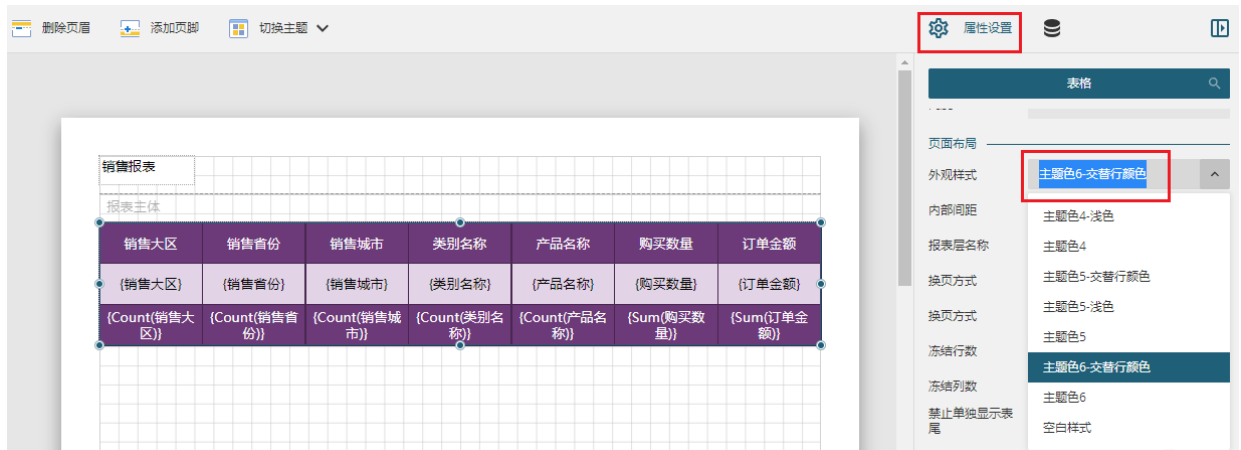 删除页眉 添加页脚 切换主题 属性设置
表格
页面布局
外观样式 主题色6-交替行颜色
内部间距
报表层名称
换页方式
换页方式
冻结行数
冻结列数
禁止单独显示表
尾
主题色4-浅色
主题色4
主题色5-交替行颜色
主题色5-浅色
主题色5
主题色6-交替行颜色
主题色6
空白样式
销售报表
报表主体
销售大区 销售省份 销售城市 类别名称 产品名称 购买数量 订单金额
{销售大区} {销售省份} {销售城市} {类别名称} {产品名称} {购买数量} {订单金额}
{Count(销售大 {Count(销售省 {Count(销售城 {Count(类别名 {Count(产品名 {Sum(购买数 {Sum(订单金
区)} 份)} 市)} 称)} 称)} 量)} 额)}